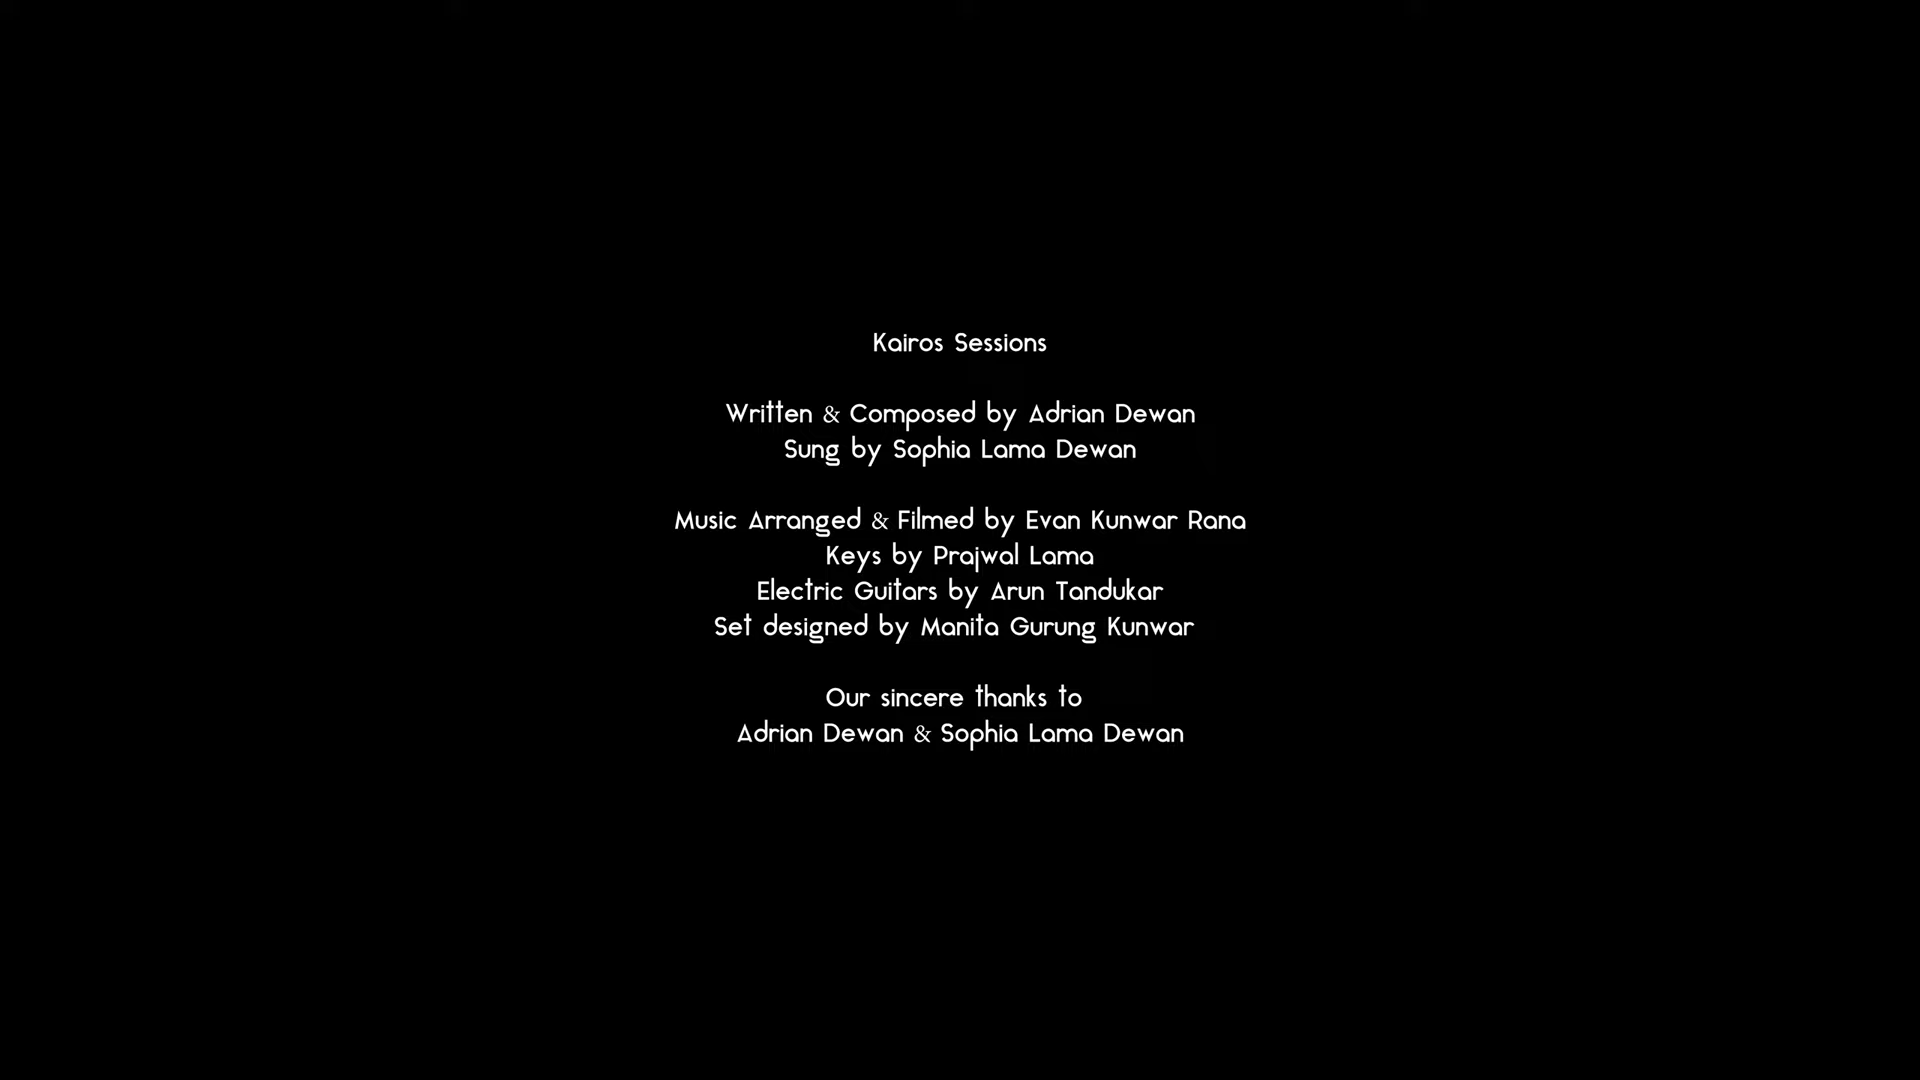 Kairos Sessions
Written & Composed by Adrian Dewan
Sung by Sophia Lama Dewan
Music Arranged & Filmed by Evan Kunwar Rana
Keys by Prajwal Lama
Electric Guitars by Arun Tandukar
Set designed by Manita Gurung Kunwar
Our sincere thanks to
Adrian Dewan & Sophia Lama Dewan